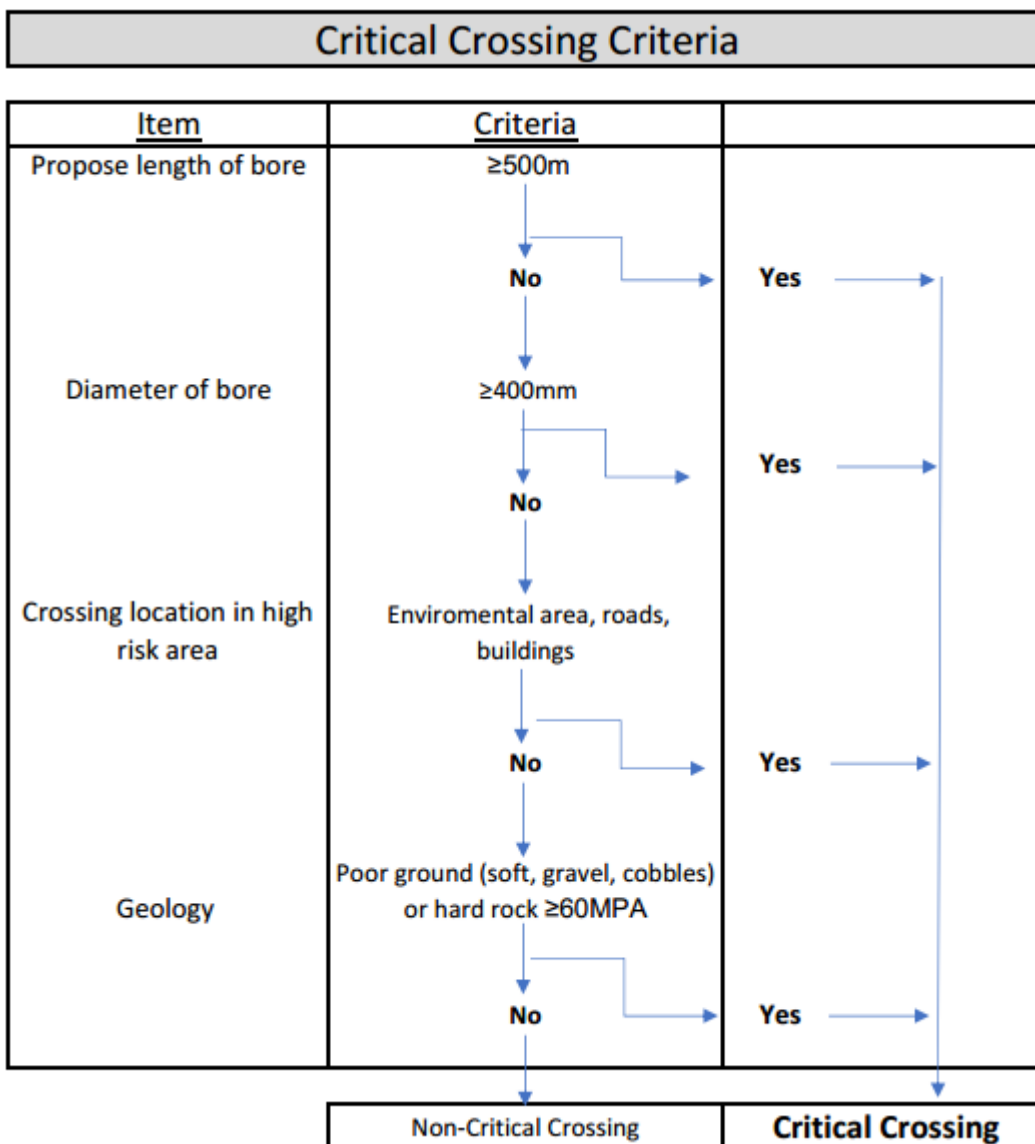 Critical Crossing Criteria
Item
Criteria
Propose length of bore
≥500m
No
Yes
Diameter of bore
≥400mm
Yes
No
Crossing location in high
risk area
Enviromental area, roads,
buildings
No
Yes
Geology
Poor ground (soft, gravel, cobbles)
or hard rock ≥60MPA
No
Yes
Non-Critical Crossing
Critical Crossing